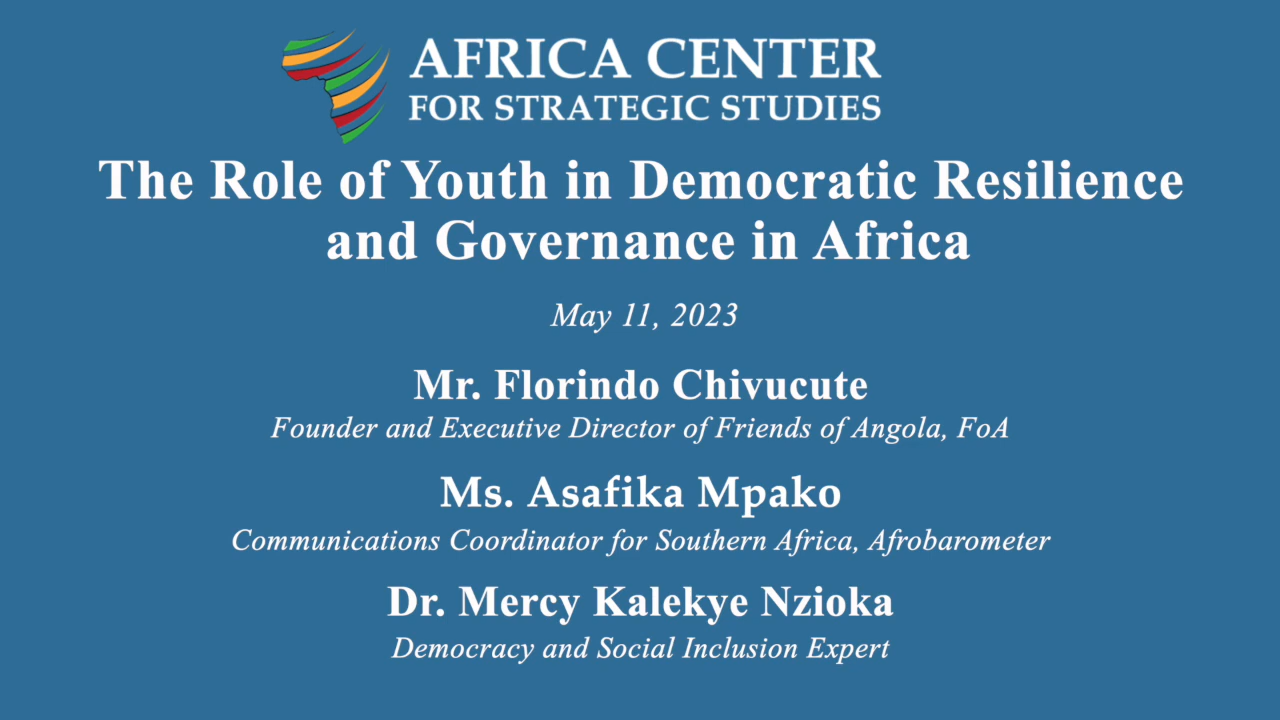 AFRICA CENTER
FOR STRATEGIC STUDIES
The Role of Youth in Democratic Resilience
and Governance in Africa
May 11, 2023
Mr. Florindo Chivucute
Founder and Executive Director of Friends of Angola, FoA
Ms. Asafika Mpako
Communications Coordinator for Southern Africa, Afrobarometer
Dr. Mercy Kalekye Nzioka
Democracy and Social Inclusion Expert